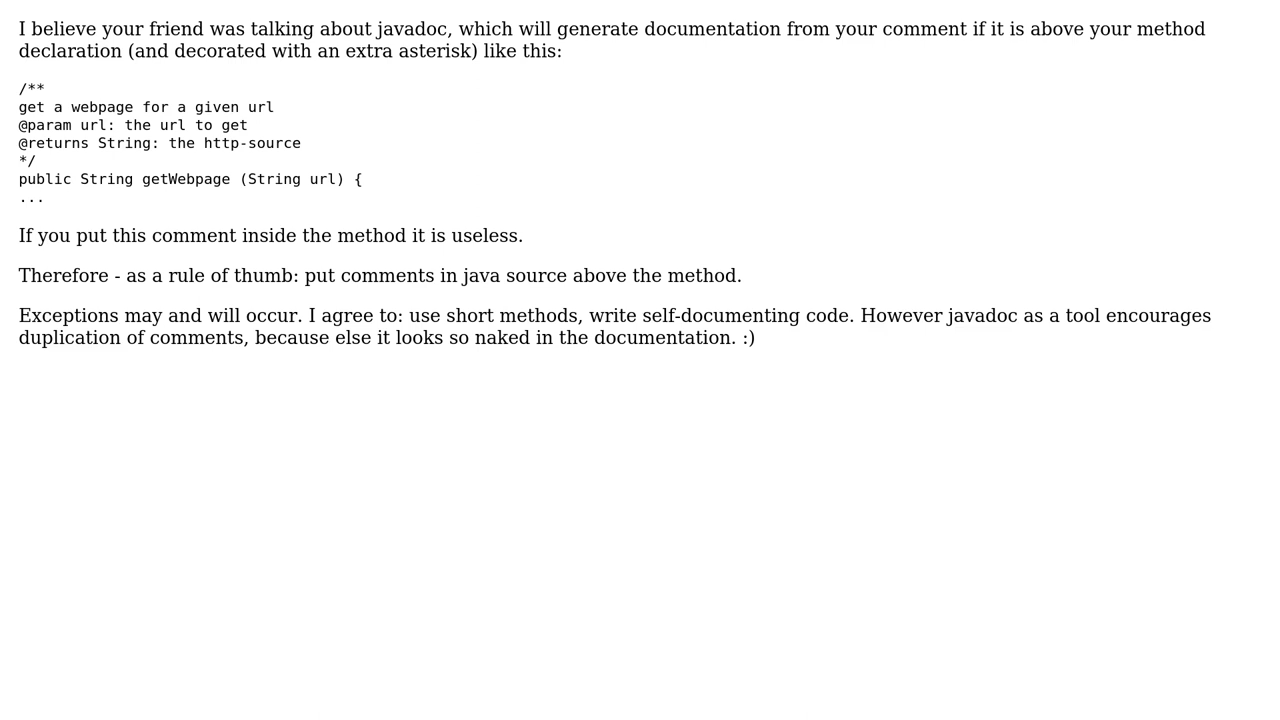 I believe your friend was talking about javadoc, which will generate documentation from your comment if it is above your method
declaration (and decorated with an extra asterisk) like this:
/**
get a webpage for a given url
@param url: the url to get
@returns String: the http-source
*/
public String getWebpage (String url) {
...
If you put this comment inside the method it is useless.
Therefore - as a rule of thumb: put comments in java source above the method.
Exceptions may and will occur. I agree to: use short methods, write self-documenting code. However javadoc as a tool encourages
duplication of comments, because else it looks so naked in the documentation. :)